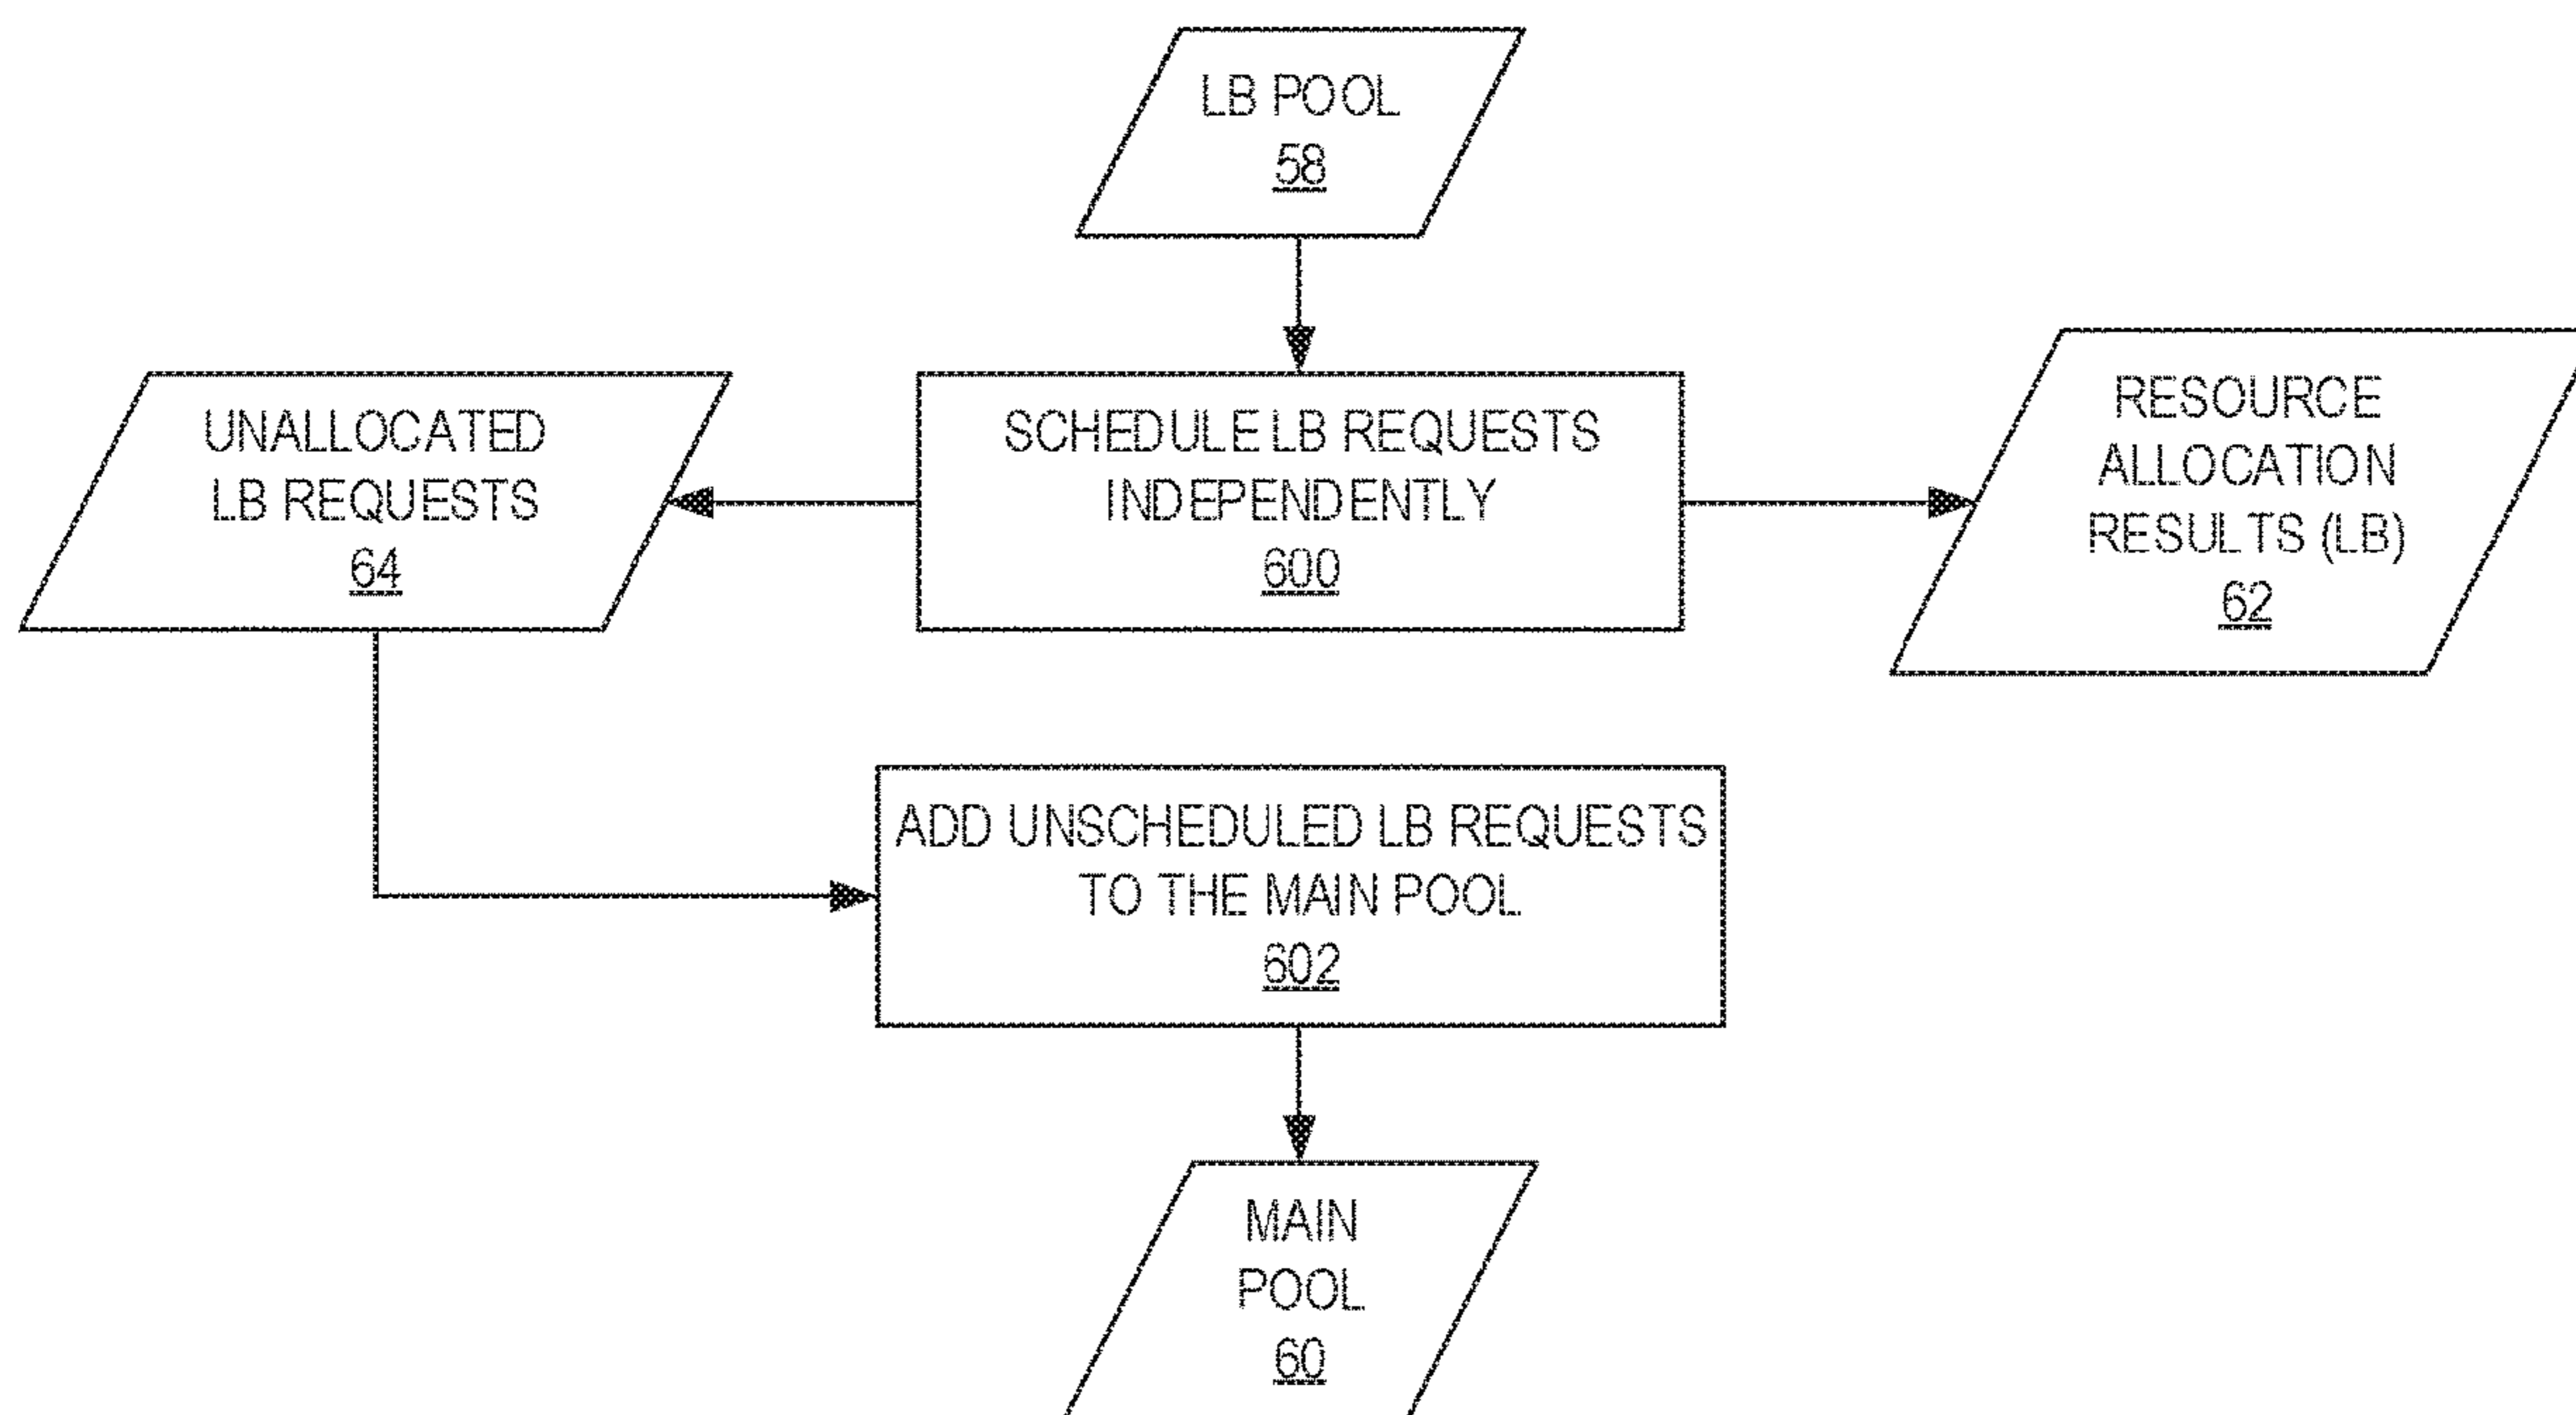 LB POOL
58
UNALLOCATED
LB REQUESTS
64
SCHEDULE LB REQUESTS
INDEPENDENTLY
600
RESOURCE
ALLOCATION
RESULTS (LB)
62
ADD UNSCHEDULED LB REQUESTS
TO THE MAIN POOL
602
MAIN
POOL
60